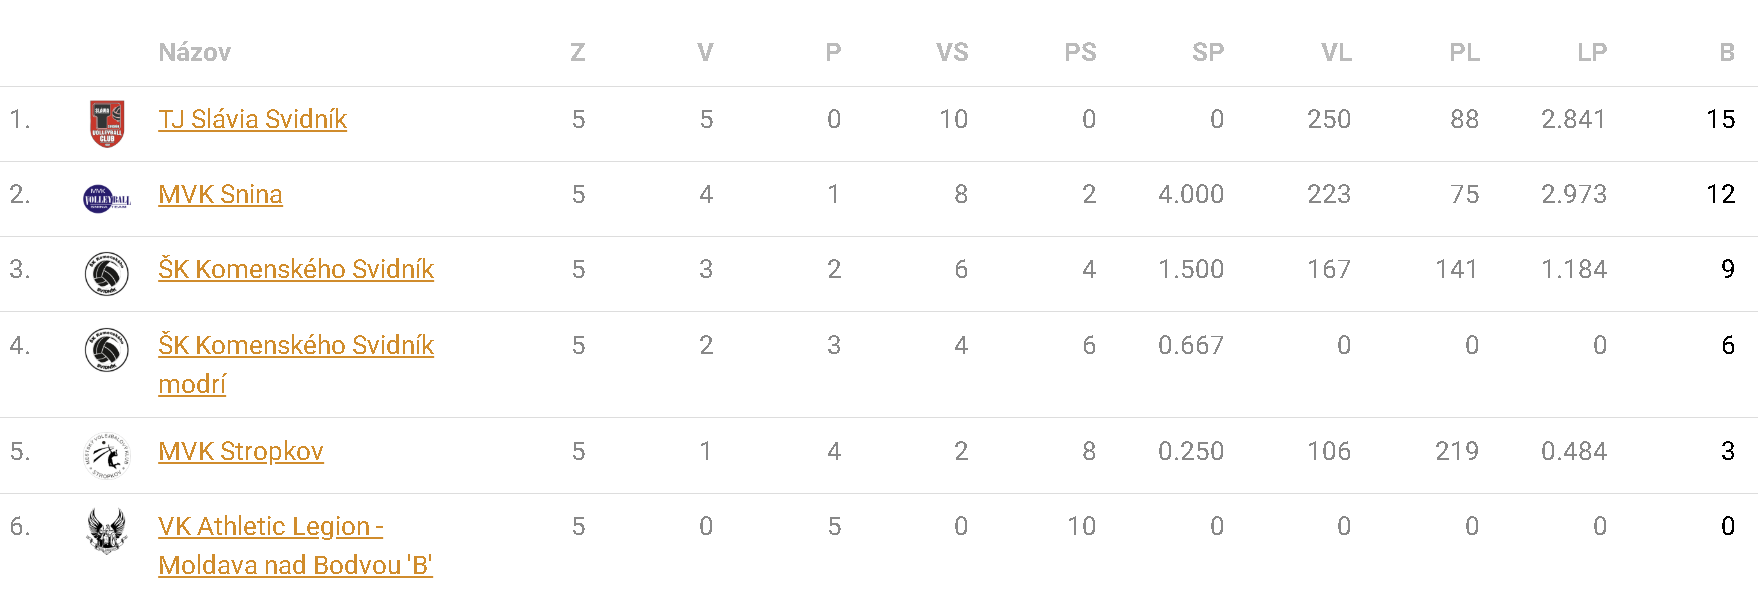 Názov Z V P VS PS SP VL PL LP B
1. TJ Slávia Svidník 5 5 0 10 0 0 250 88 2.841 15
2. MVK Snina 5 4 1 8 2 4.000 223 75 2.973 12
3. ŠK Komenského Svidník 5 3 2 6 4 1.500 167 141 1.184 9
4. ŠK Komenského Svidník 5 2 3 4 6 0.667 0 0 0 6
modrí
5. MVK Stropkov 5 1 4 2 8 0.250 106 219 0.484 3
6. VK Athletic Legion - 5 0 5 0 10 0 0 0 0 0
Moldava nad Bodvou 'B'